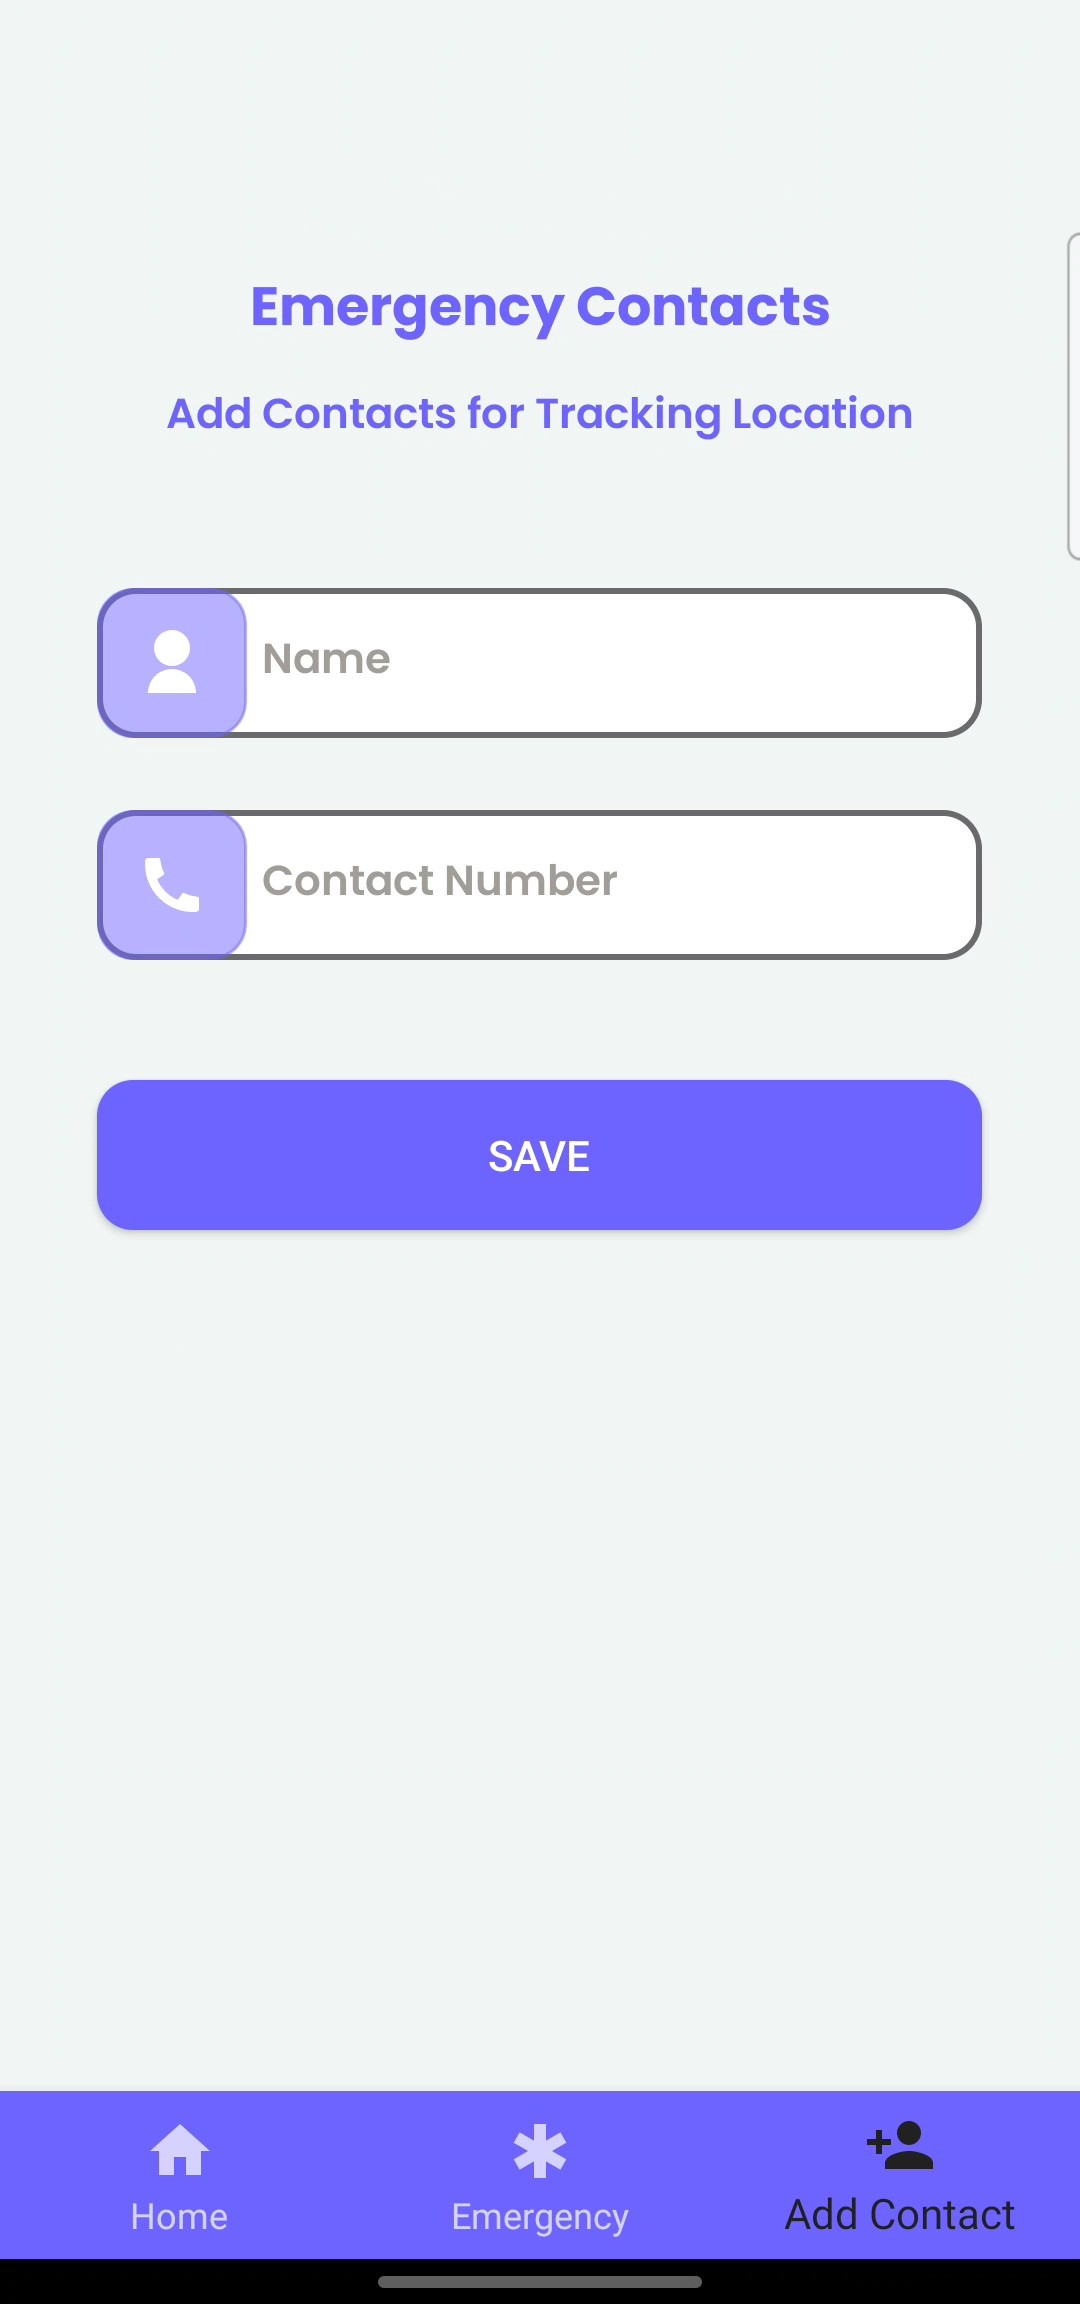 Emergency Contacts
Add Contacts for Tracking Location
Name
Contact Number
SAVE
Home
Emergency
Add Contact